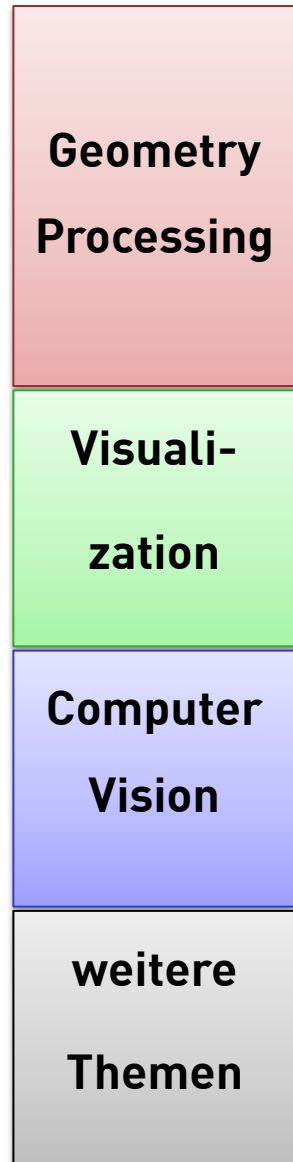 Geometry
Processing
Visuali-
zation
Computer
Vision
weitere
Themen